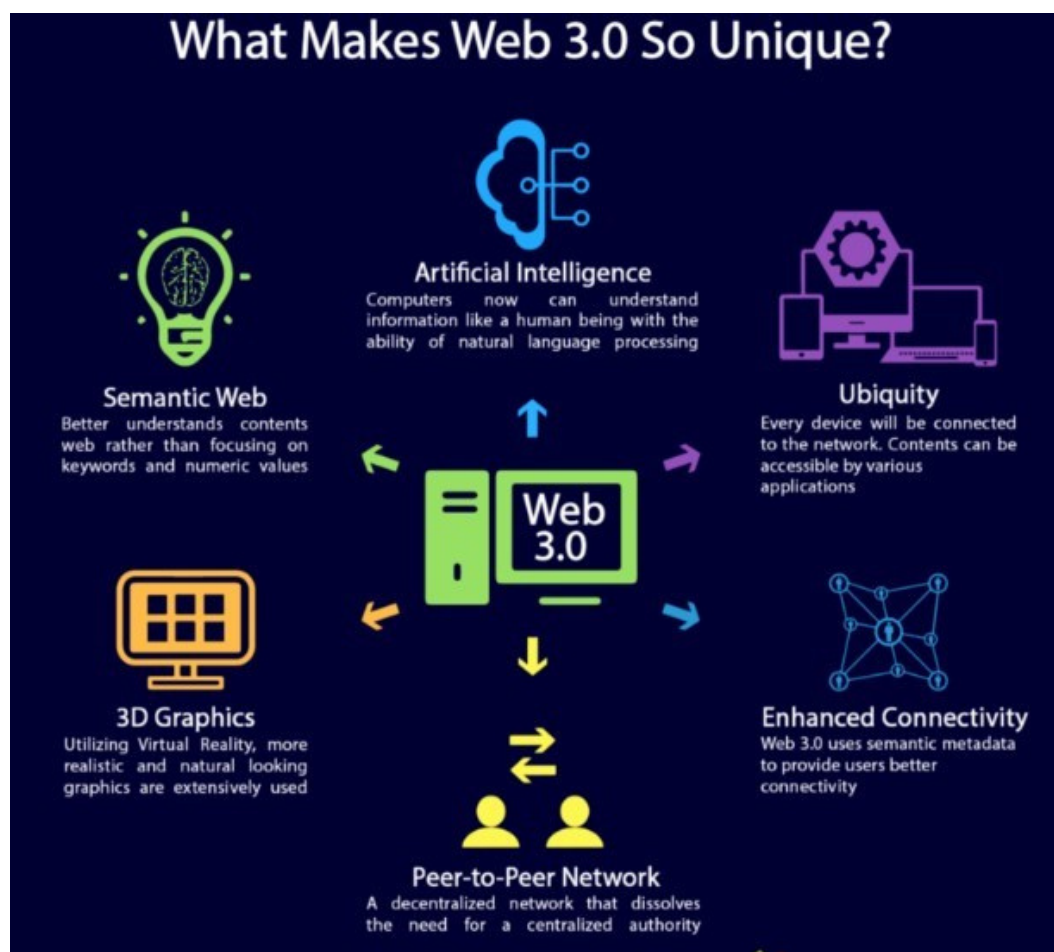 What Makes Web 3.0 So Unique?
Artificial Intelligence
Computers now can understand
information like a human being with the
ability of natural language processing
Semantic Web
Better understands contents
web rather than focusing on
keywords and numeric values
Ubiquity
Every device will be connected
to the network. Contents can be
accessible by various
applications
Web
3.0
3D Graphics
Utilizing Virtual Reality, more
realistic and natural looking
graphics are extensively used
Enhanced Connectivity
Web 3.0 uses semantic metadata
to provide users better
connectivity
Peer-to-Peer Network
A decentralized network that dissolves
the need for a centralized authority